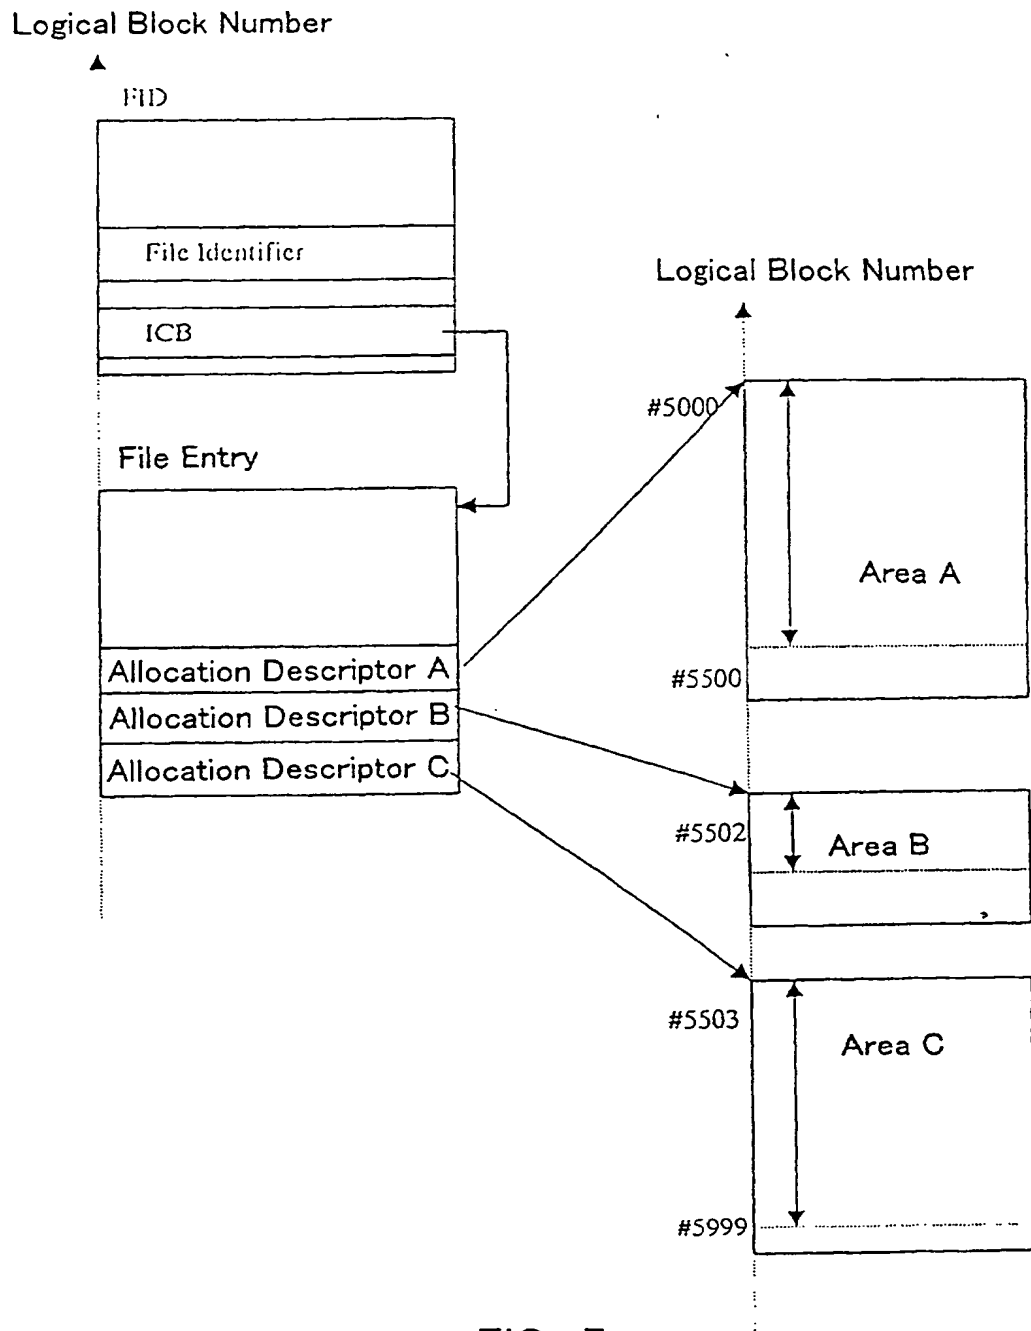 Logical Block Number
FID
File Identifier
ICB
File Entry
Allocation Descriptor A
Allocation Descriptor B
Allocation Descriptor C
Logical Block Number
#5000
Area A
#5500
#5502
Area B
#5503
Area C
#5999